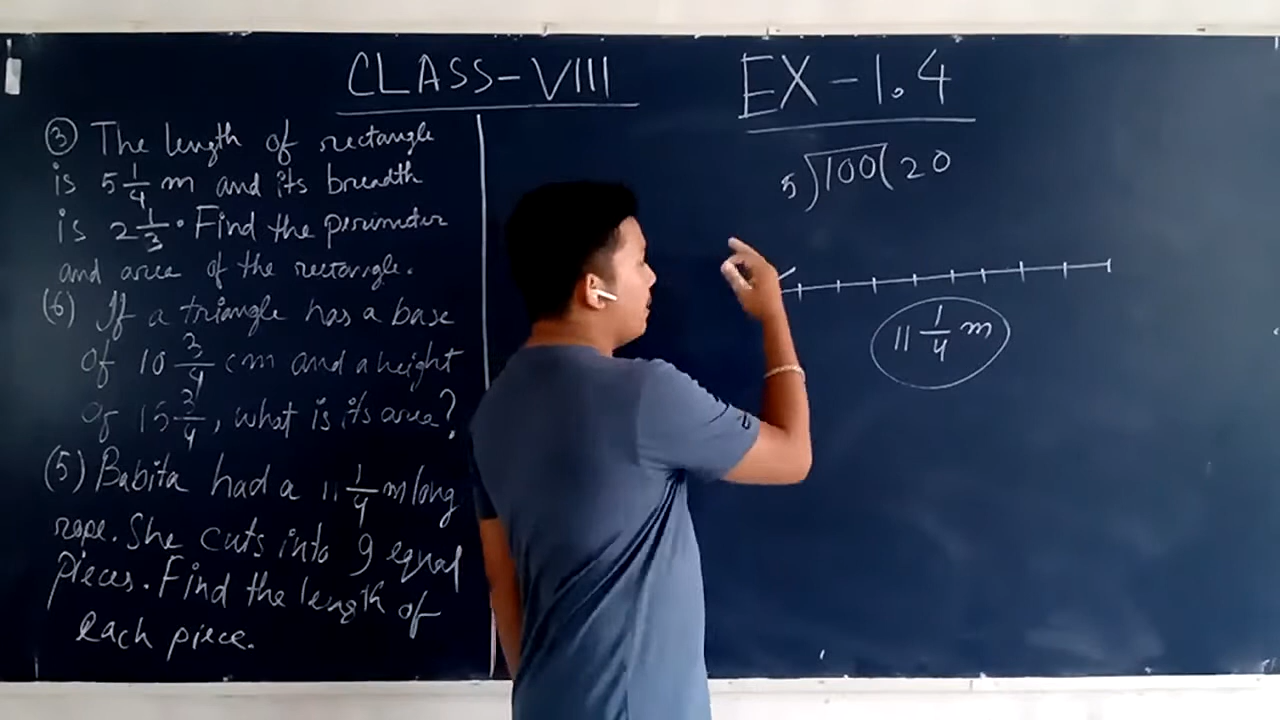 CLASS-VIII
EX-1.4
③ The length of rectangle
is 5 1/4 m and its breadth
is 2 1/3. Find the perimeter
and area of the rectangle.
(6) If a triangle has a base
of 10 3/4 cm and a height
of 15 3/4, what is its area?
(5) Babita had a 11 1/4 m long
rope. She cuts into 9 equal
pieces. Find the length of
each piece.
5)100(20
11 1/4 m